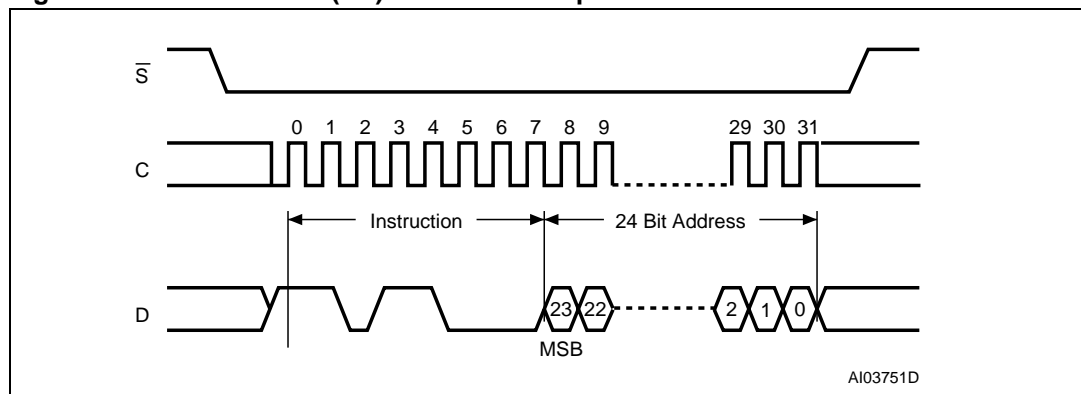 S
0 1 2 3 4 5 6 7 8 9 29 30 31
C
Instruction 24 Bit Address
D
23 22 2 1 0
MSB
AI03751D